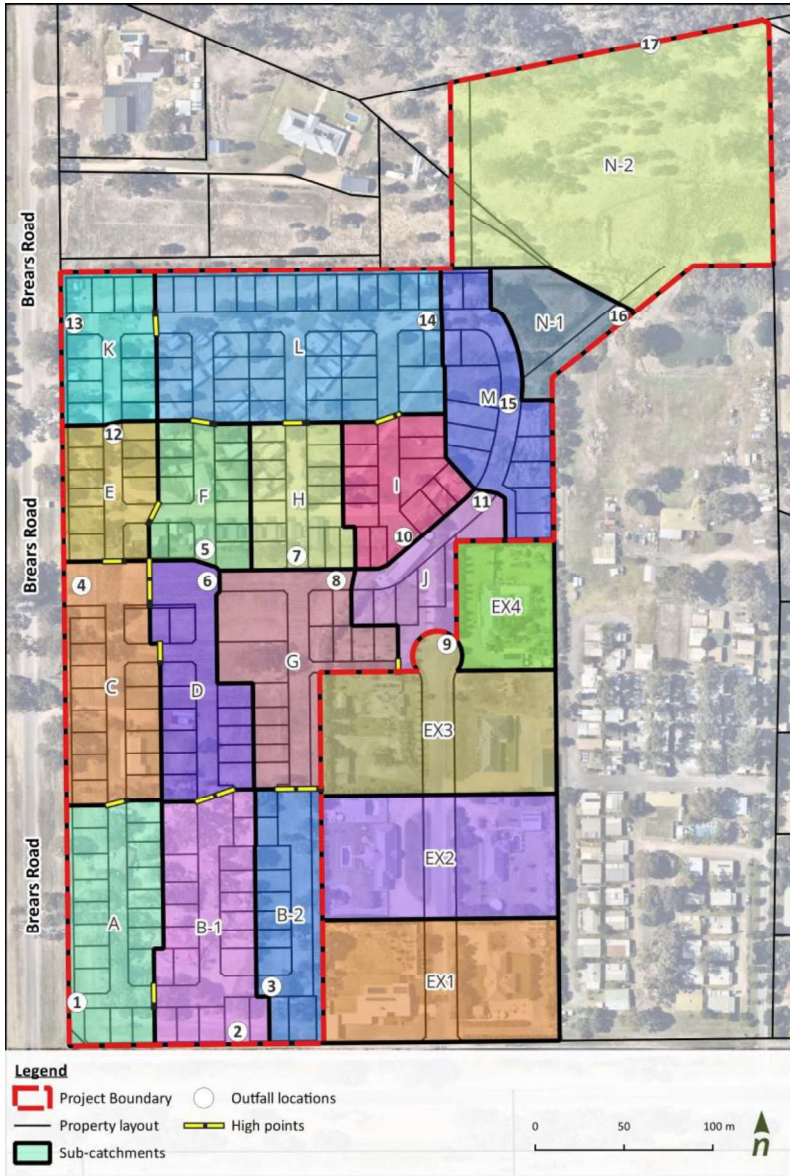 17
N-2
Brears Road
13
K
L
14
N-1
16
M
15
12
E
F
H
I
5
7
10
11
Brears Road
4
6
8
J
EX4
C
D
G
9
EX3
EX2
Brears Road
A
B-1
B-2
1
2
3
EX1
Legend
Project Boundary
Outfall locations
Property layout
High points
Sub-catchments
0 50 100 m
n